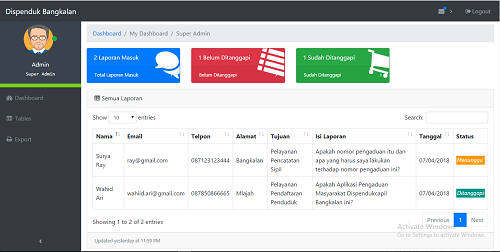 Dispenduk Bangkalan
Logout
Admin
Super Admin
Dashboard
Tables
Export
Dashboard / My Dashboard / Super Admin
2 Laporan Masuk
Total Laporan Masuk
1 Belum Ditanggapi
Belum Ditanggapi
1 Sudah Ditanggapi
Sudah Ditanggapi
Semua Laporan
Show 10 entries
Search:
Nama Email Telpon Alamat Tujuan Isi Laporan Tanggal Status
Surya Ray ray@gmail.com 087123123444 Bangkalan Pelayanan Pencatatan Sipil Apakah nomor pengaduan itu dan apa yang harus saya lakukan terhadap nomor pengaduan ini? 07/04/2018 Menunggu
Wahid Ari wahiid.ari@gmail.com 087850866665 Mlajah Pelayanan Pendaftaran Penduduk Apakah Aplikasi Pengaduan Masyarakat Dispendukcapil Bangkalan ini? 07/04/2018 Ditanggapi
Showing 1 to 2 of 2 entries
Previous 1 Next
Updated yesterday at 11:59 PM
Activate Windows
Go to Settings to activate Windows.